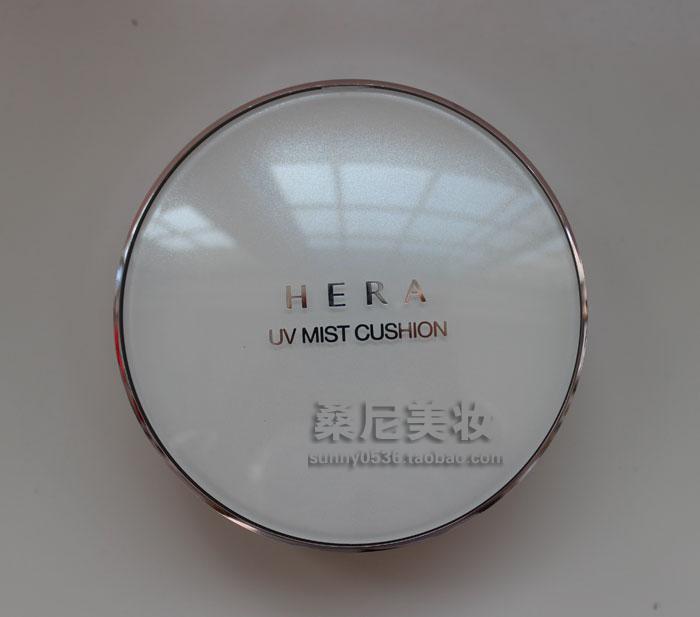 HERA
UV MIST CUSHION
桑尼美妆
sunny0536.taobao.com